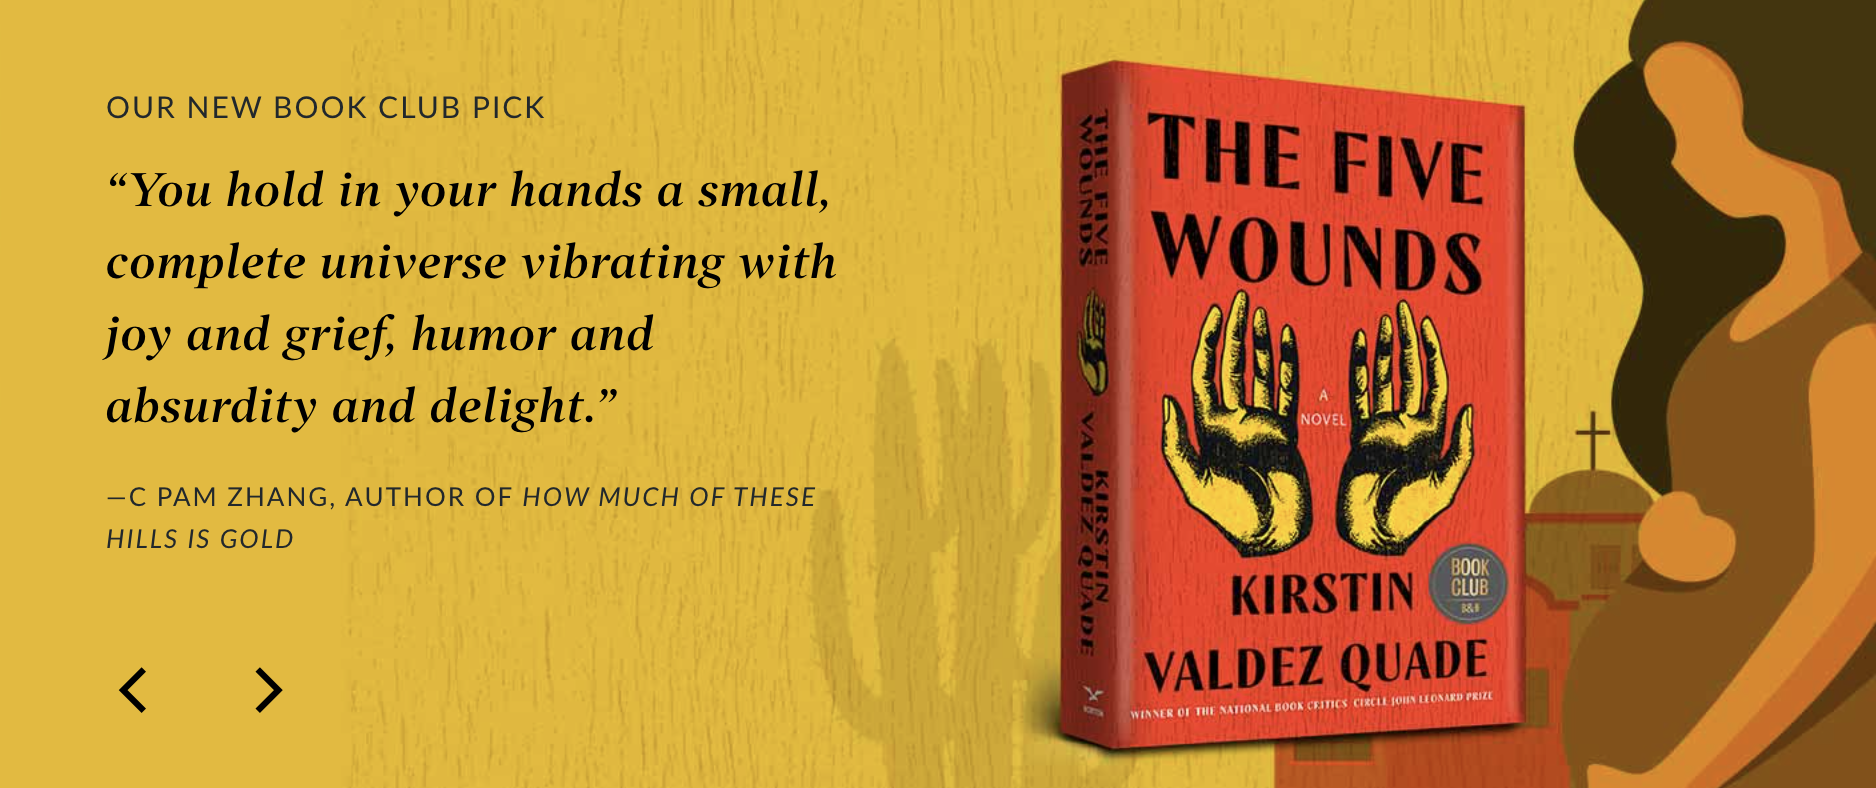 OUR NEW BOOK CLUB PICK
“You hold in your hands a small,
complete universe vibrating with
joy and grief, humor and
absurdity and delight.”
—C PAM ZHANG, AUTHOR OF HOW MUCH OF THESE
HILLS IS GOLD
THE FIVE
WOUNDS
KIRSTIN
VALDEZ QUADE
NORTON
THE FIVE
WOUNDS
A
NOVEL
KIRSTIN
VALDEZ QUADE
BOOK
CLUB
B&N
WINNER OF THE NATIONAL BOOK CRITICS CIRCLE JOHN LEONARD PRIZE